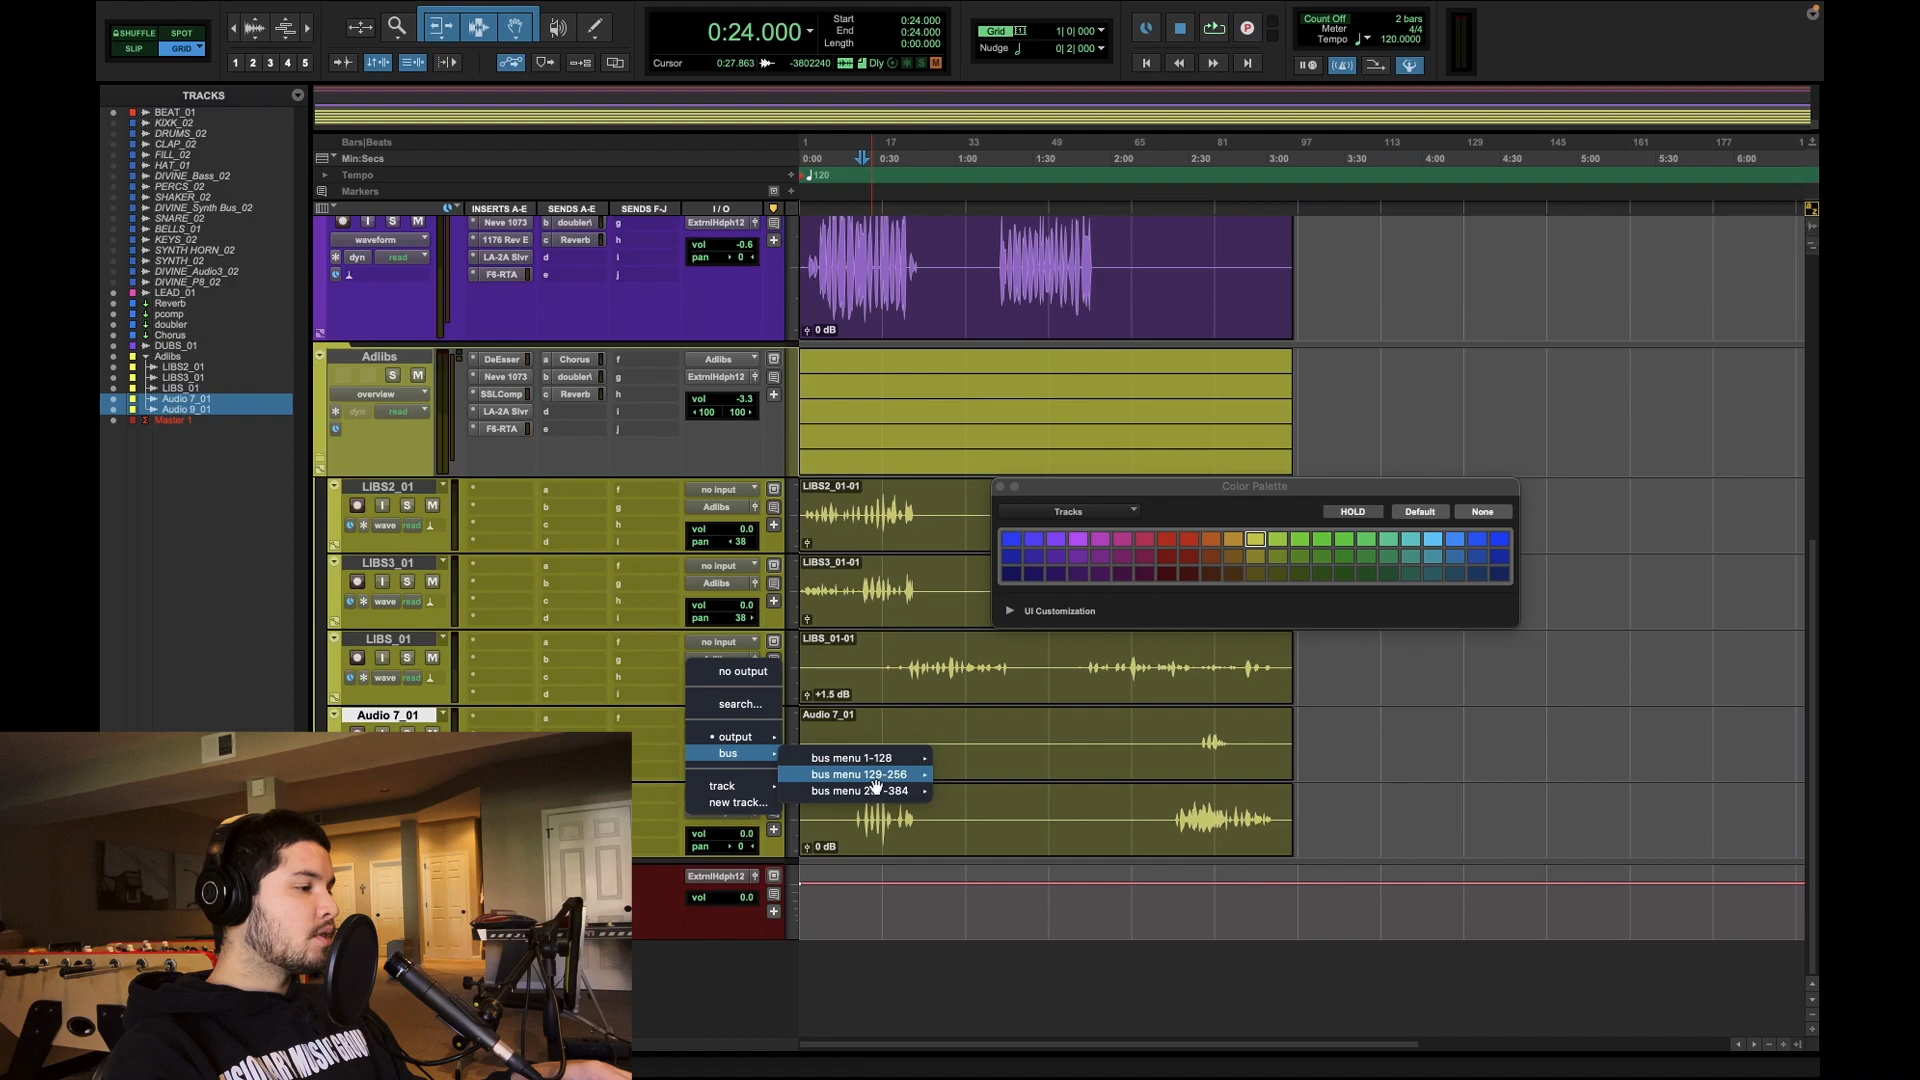 SHUFFLE SPOT
SLIP GRID
1 2 3 4 5
0:24.000
Start 0:24.000
End 0:24.000
Length 0:00.000
Cursor 0:27.863 -3802240 Dly S M
Grid 1| 0| 000
Nudge 0| 2| 000
Count Off 2 bars
Meter 4/4
Tempo 120.0000
TRACKS
BEAT_01
KIXK_02
DRUMS_02
CLAP_02
FILL_02
HAT_01
DIVINE_Bass_02
PERCS_02
SHAKER_02
DIVINE_Synth Bus_02
SNARE_02
BELLS_01
KEYS_02
SYNTH HORN_02
SYNTH_02
DIVINE_Audio3_02
DIVINE_P8_02
LEAD_01
Reverb
pcomp
doubler
Chorus
DUBS_01
Adlibs
LIBS2_01
LIBS3_01
LIBS_01
Audio 7_01
Audio 9_01
Master 1
Bars|Beats 1 17 33 49 65 81 97 113 129 145 161 177 1
Min:Secs 0:00 0:30 1:00 1:30 2:00 2:30 3:00 3:30 4:00 4:30 5:00 5:30 6:00
Tempo 120
Markers
INSERTS A-E SENDS A-E SENDS F-J I / O
I S M Neve 1073 b doubler\ g ExtrnlHdph12
waveform 1176 Rev E c Reverb h vol -0.6
dyn read LA-2A Slvr d i pan 0
F6-RTA e j
0 dB
Adlibs DeEsser a Chorus f Adlibs
S M Neve 1073 b doubler\ g ExtrnlHdph12
overview SSLComp c Reverb h vol -3.3
dyn read LA-2A Slvr d i 100 100
F6-RTA e j
LIBS2_01 a f no input LIBS2_01-01
I S M b g Adlibs
wave read c h vol 0.0
d i pan 38
LIBS3_01 a f no input LIBS3_01-01
I S M b g Adlibs
wave read c h vol 0.0
d i pan 38
LIBS_01 a f no input LIBS_01-01
I S M b g
wave read c h
d i +1.5 dB
Audio 7_01 a f Audio 7_01
no output
search...
output
bus
track
new track...
bus menu 1-128
bus menu 129-256
-384
vol 0.0
pan 0
0 dB
ExtrnlHdph12
vol 0.0
Color Palette
Tracks HOLD Default None
UI Customization
MUSIC GROUP